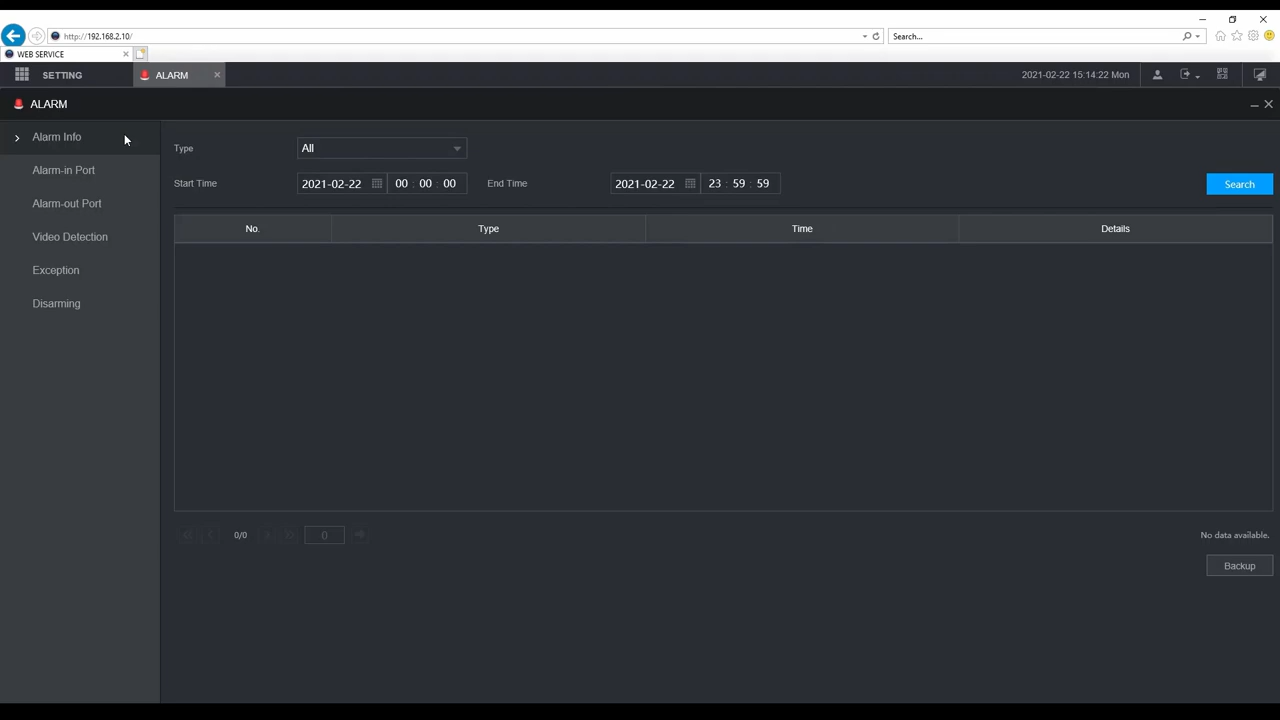 http://192.168.2.10/
Search...
WEB SERVICE
SETTING
ALARM
2021-02-22 15:14:22 Mon
ALARM
Alarm Info
Alarm-in Port
Alarm-out Port
Video Detection
Exception
Disarming
Type All
Start Time 2021-02-22 00 : 00 : 00 End Time 2021-02-22 23 : 59 : 59 Search
No. Type Time Details
0/0 0 No data available.
Backup